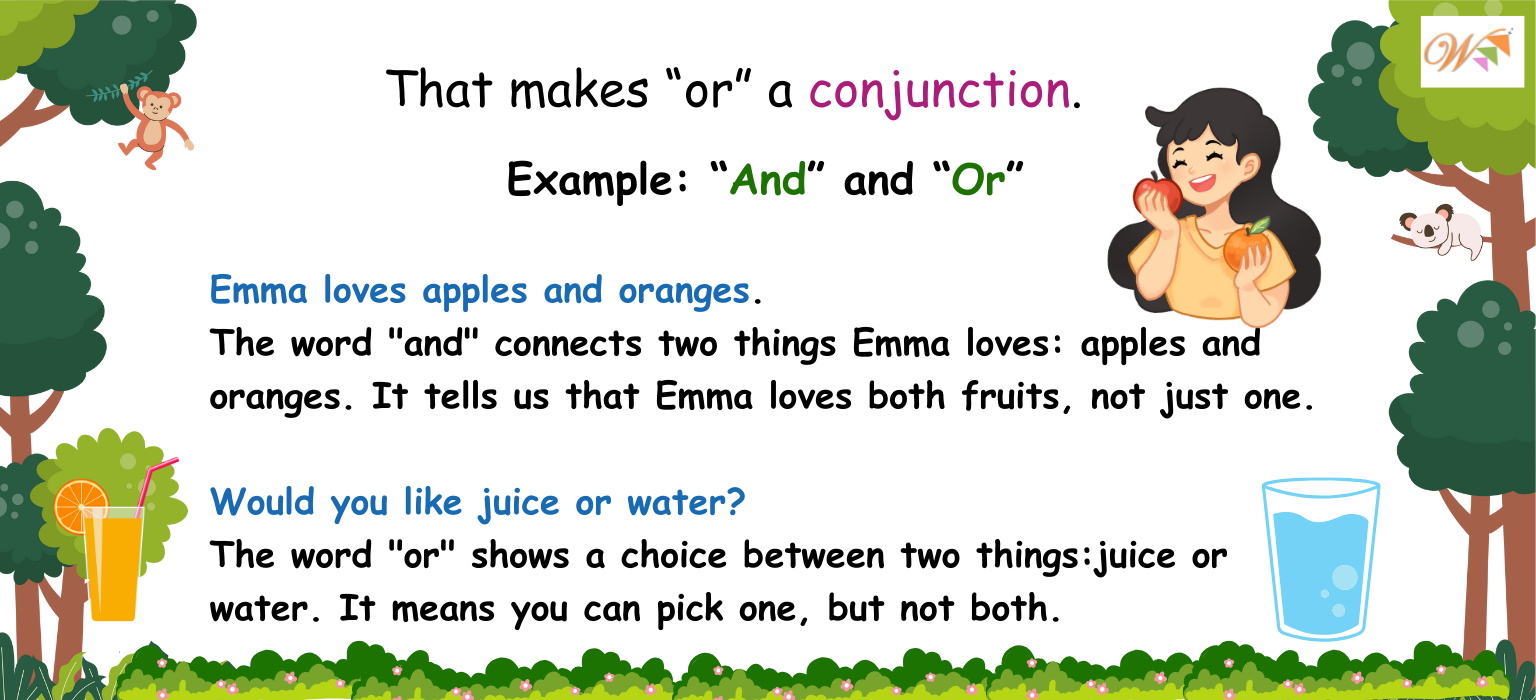 That makes “or” a conjunction.
Example: “And” and “Or”
Emma loves apples and oranges.
The word "and" connects two things Emma loves: apples and
oranges. It tells us that Emma loves both fruits, not just one.
Would you like juice or water?
The word "or" shows a choice between two things:juice or
water. It means you can pick one, but not both.
W